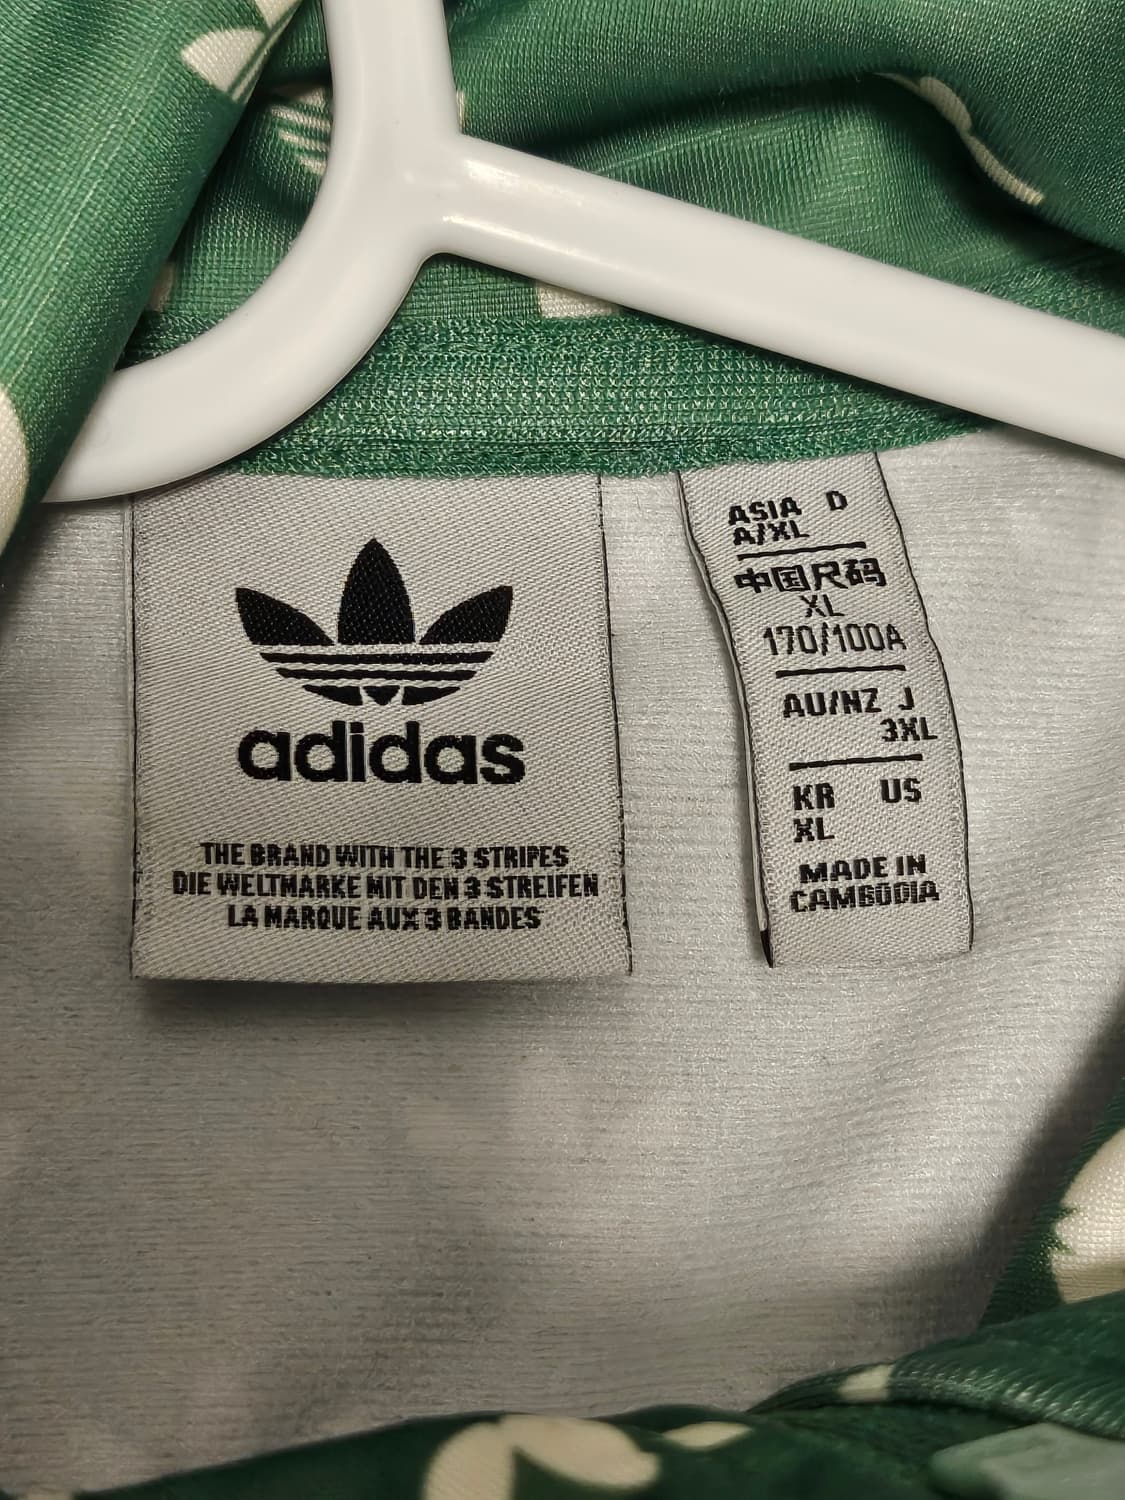 adidas
THE BRAND WITH THE 3 STRIPES
DIE WELTMARKE MIT DEN 3 STREIFEN
LA MARQUE AUX 3 BANDES
ASIA D
A/XL
中国尺码
XL
170/100A
AU/NZ J
3XL
KR US
XL
MADE IN
CAMBODIA